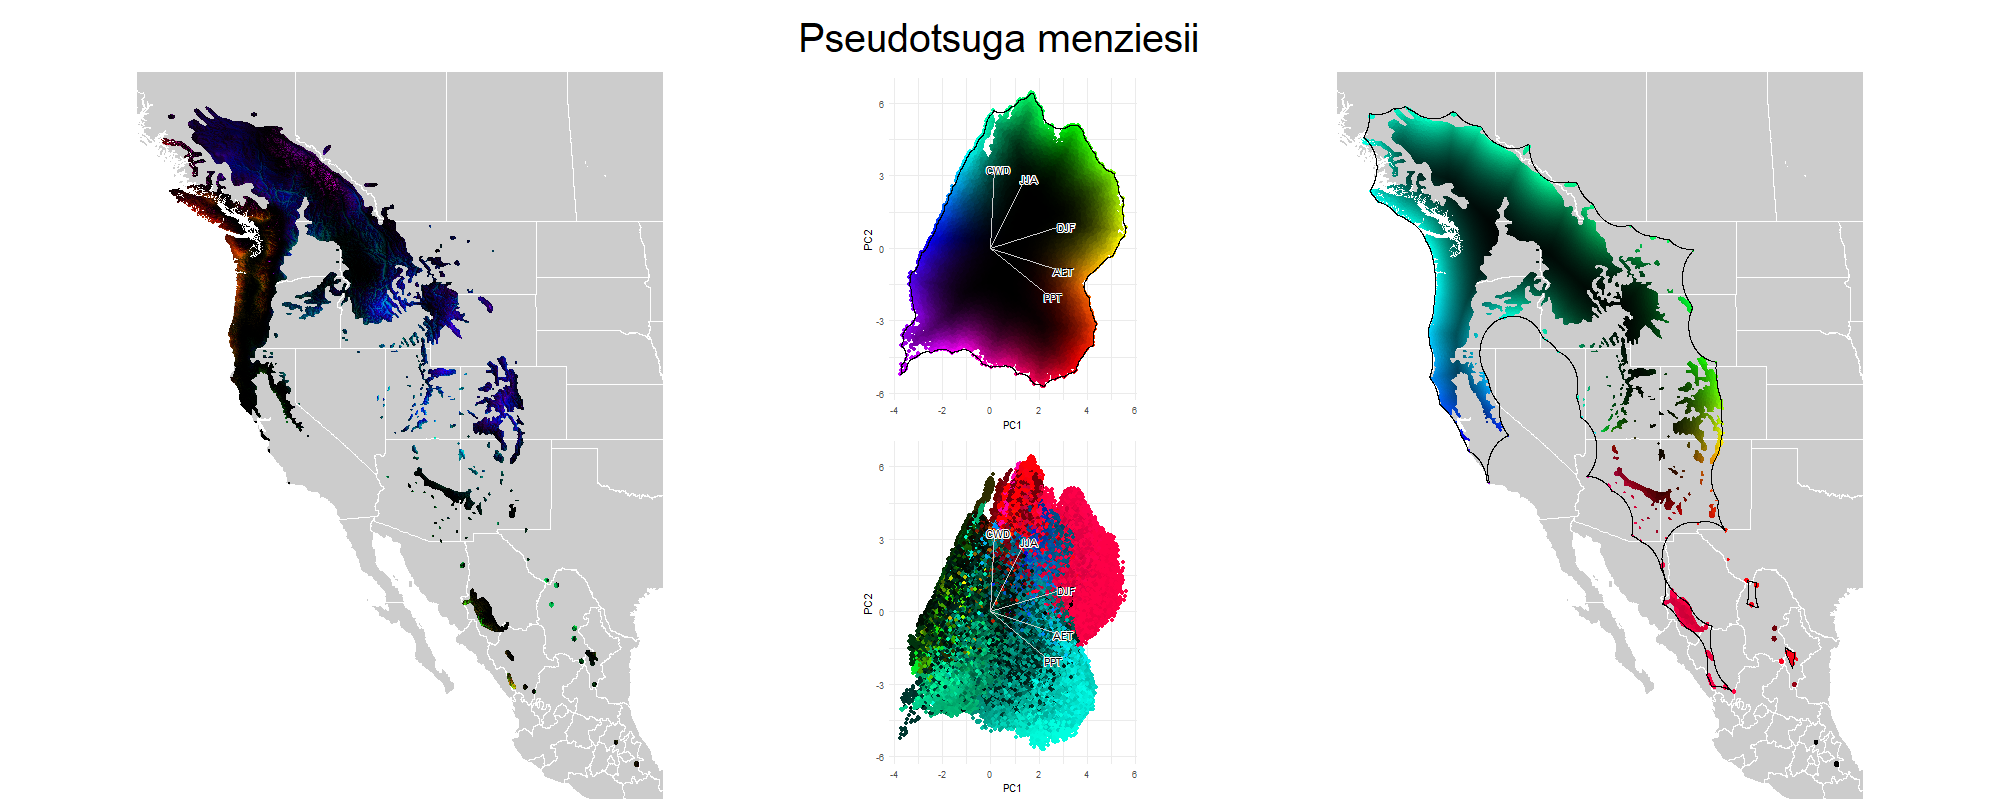 Pseudotsuga menziesii
6
3
0
-3
-6
PC2
CWD
JJA
DJF
AET
PPT
-4 -2 0 2 4 6
PC1
6
3
0
-3
-6
PC2
CWD
JJA
DJF
AET
PPT
-4 -2 0 2 4 6
PC1